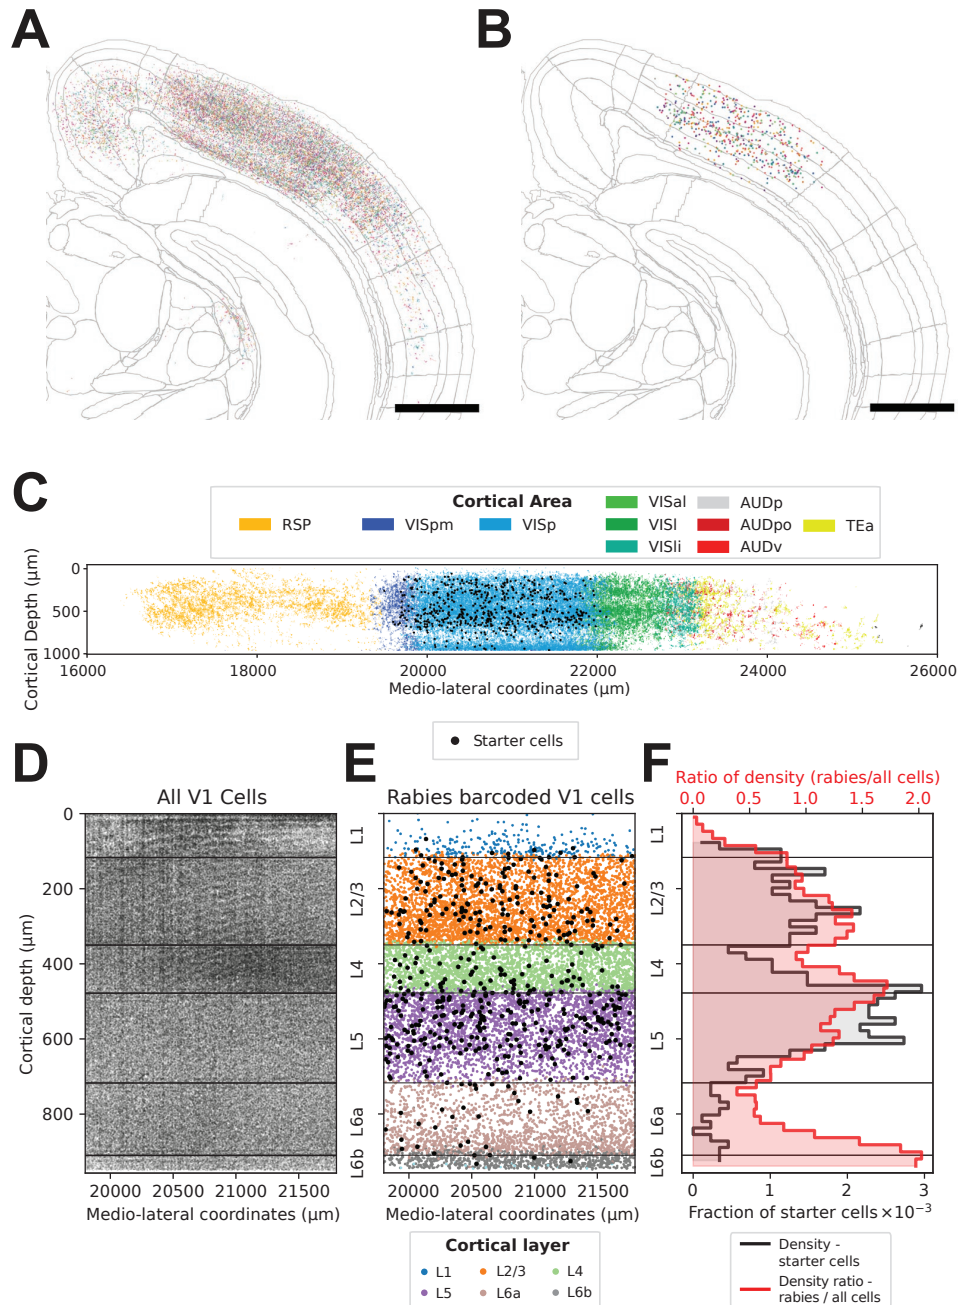 A
B
C
Cortical Area
RSP
VISpm
VISp
VISal
VISl
VISli
AUDp
AUDpo
AUDv
TEa
Cortical Depth (μm)
0
500
1000
16000 18000 20000 22000 24000 26000
Medio-lateral coordinates (μm)
Starter cells
D
All V1 Cells
Cortical depth (μm)
0
200
400
600
800
20000 20500 21000 21500
Medio-lateral coordinates (μm)
E
Rabies barcoded V1 cells
L1
L2/3
L4
L5
L6a
L6b
20000 20500 21000 21500
Medio-lateral coordinates (μm)
Cortical layer
L1 L2/3 L4
L5 L6a L6b
F
Ratio of density (rabies/all cells)
0.0 0.5 1.0 1.5 2.0
L1
L2/3
L4
L5
L6a
L6b
0 1 2 3
Fraction of starter cells ×10⁻³
Density -
starter cells
Density ratio -
rabies / all cells